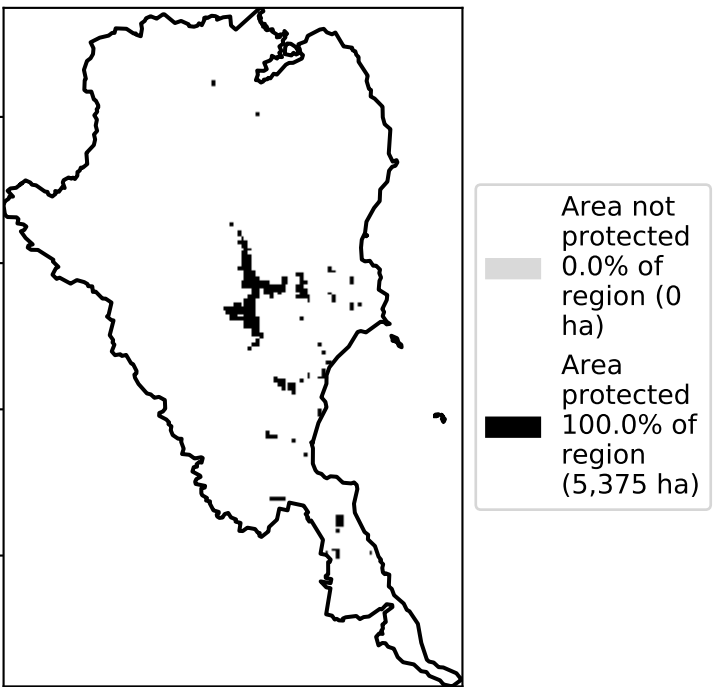 Area not
protected
0.0% of
region (0
ha)
Area
protected
100.0% of
region
(5,375 ha)